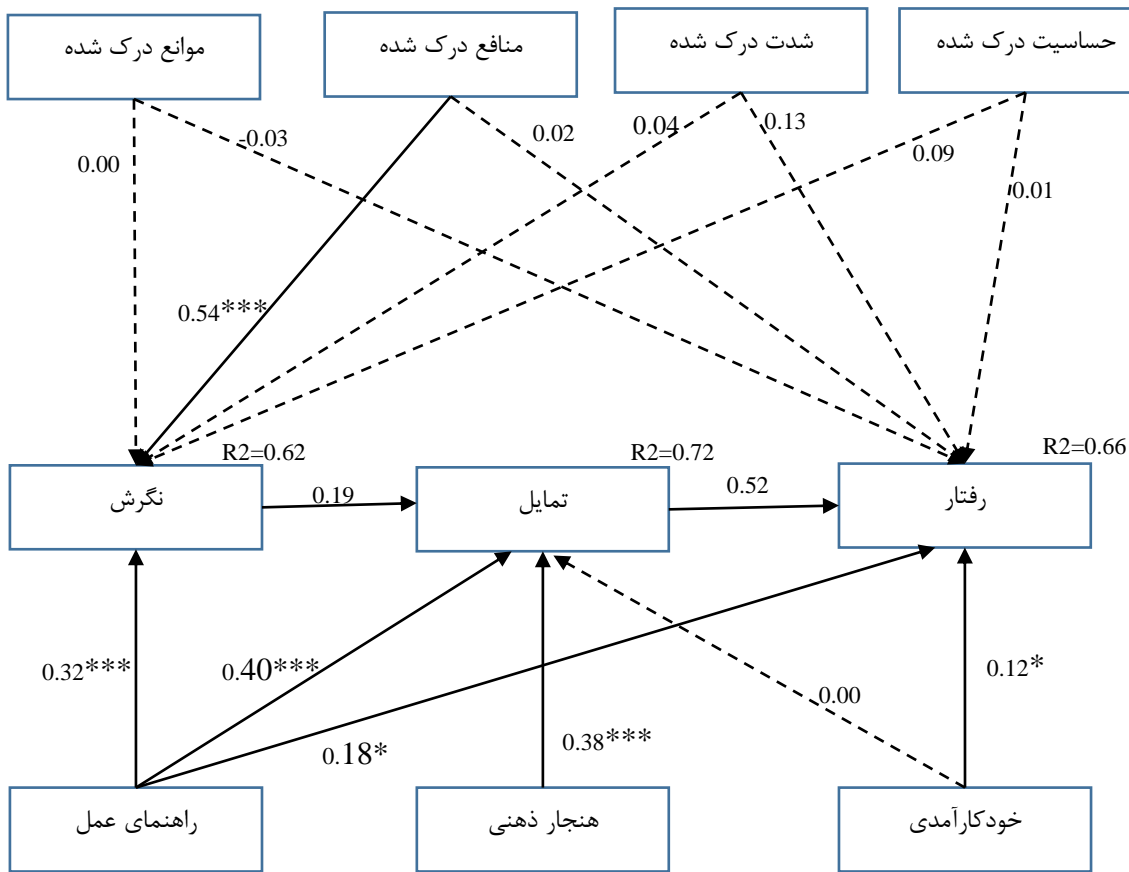 حساسیت درک شده
شدت درک شده
منافع درک شده
موانع درک شده
0.00
-0.03
0.02
0.04
0.13
0.09
0.01
0.54***
R2=0.62
R2=0.72
R2=0.66
نگرش
0.19
تمایل
0.52
رفتار
0.32***
0.40***
0.18*
0.38***
0.00
0.12*
راهنمای عمل
هنجار ذهنی
خودکارآمدی